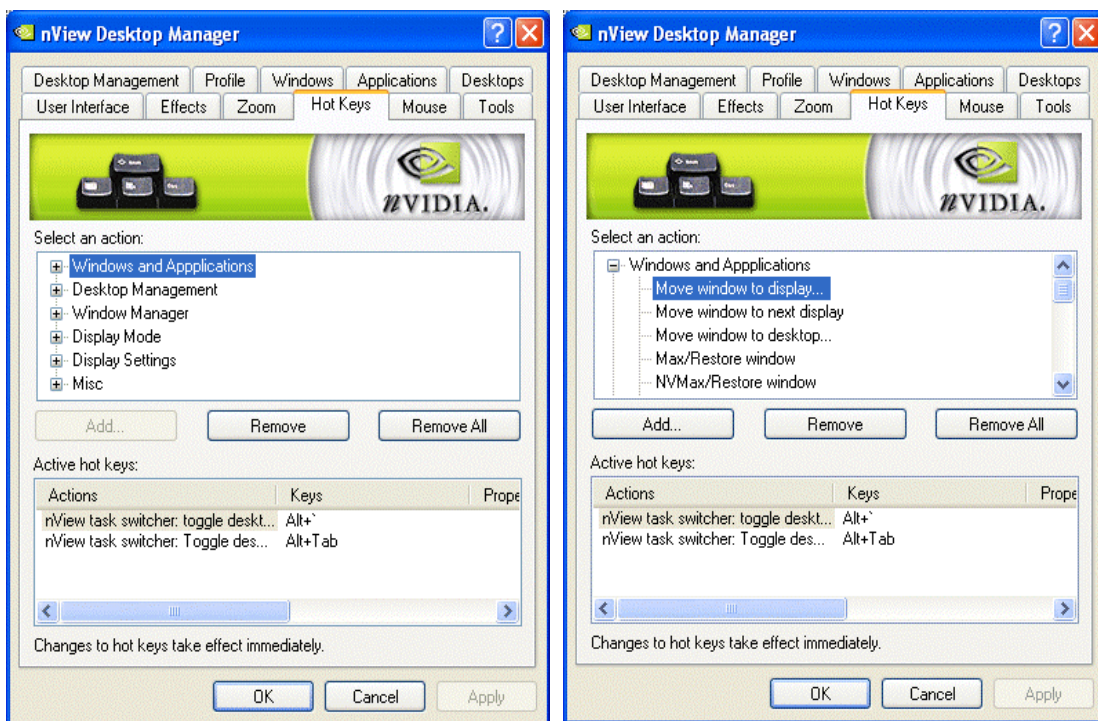 nView Desktop Manager
Desktop Management Profile Windows Applications Desktops
User Interface Effects Zoom Hot Keys Mouse Tools
nVIDIA.
Select an action:
Windows and Appplications
Desktop Management
Window Manager
Display Mode
Display Settings
Misc
Add... Remove Remove All
Active hot keys:
Actions Keys Prope
nView task switcher: toggle deskt... Alt+`
nView task switcher: Toggle des... Alt+Tab
Changes to hot keys take effect immediately.
OK Cancel Apply
nView Desktop Manager
Desktop Management Profile Windows Applications Desktops
User Interface Effects Zoom Hot Keys Mouse Tools
nVIDIA.
Select an action:
Windows and Appplications
Move window to display...
Move window to next display
Move window to desktop...
Max/Restore window
NVMax/Restore window
Add... Remove Remove All
Active hot keys:
Actions Keys Prope
nView task switcher: toggle deskt... Alt+`
nView task switcher: Toggle des... Alt+Tab
Changes to hot keys take effect immediately.
OK Cancel Apply